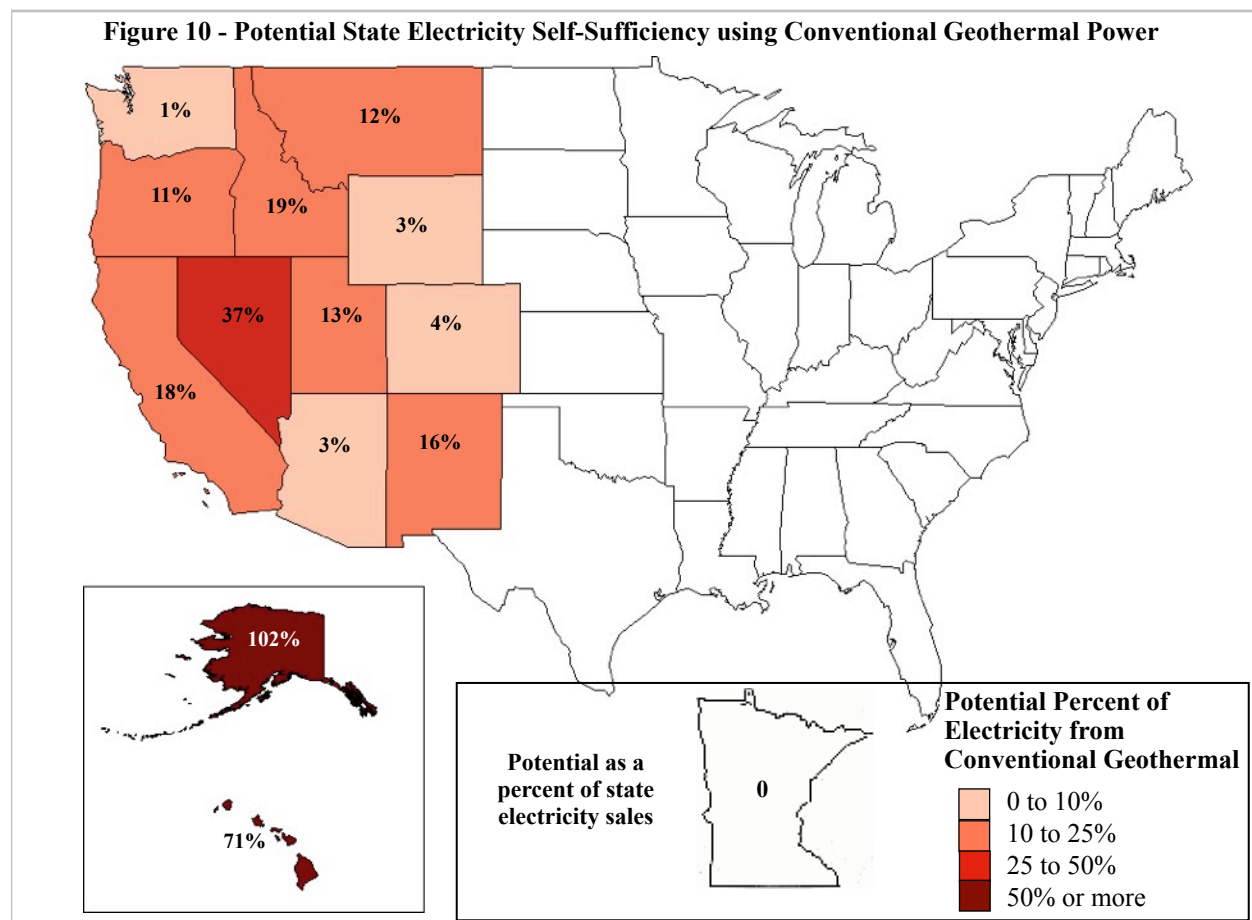 Figure 10 - Potential State Electricity Self-Sufficiency using Conventional Geothermal Power
1%
12%
11%
19%
3%
37%
13%
4%
18%
3%
16%
102%
71%
Potential as a
percent of state
electricity sales
0
Potential Percent of
Electricity from
Conventional Geothermal
0 to 10%
10 to 25%
25 to 50%
50% or more